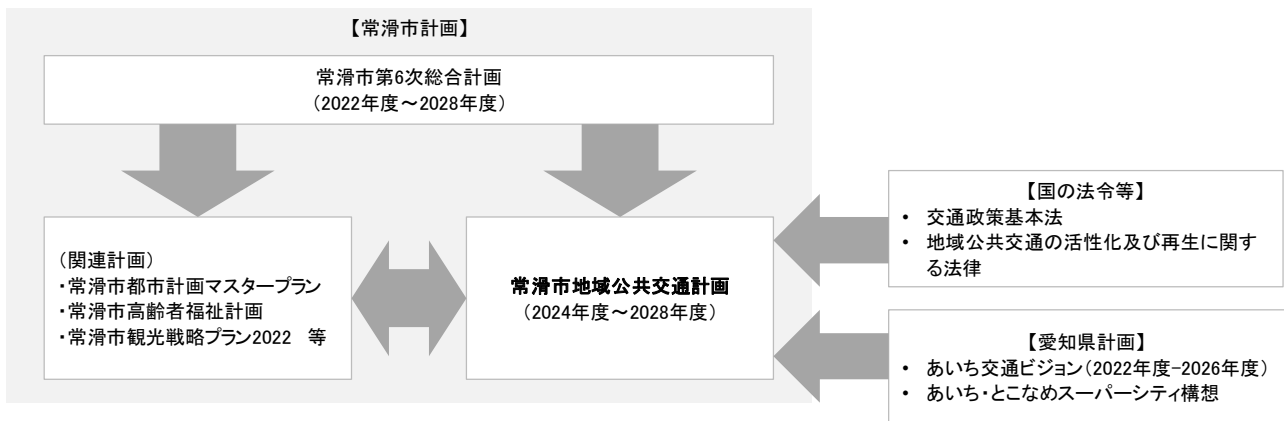 【常滑市計画】
常滑市第6次総合計画
（2022年度～2028年度）
（関連計画）
・常滑市都市計画マスタープラン
・常滑市高齢者福祉計画
・常滑市観光戦略プラン2022　等
常滑市地域公共交通計画
（2024年度～2028年度）
【国の法令等】
• 交通政策基本法
• 地域公共交通の活性化及び再生に関す
る法律
【愛知県計画】
• あいち交通ビジョン（2022年度-2026年度）
• あいち・とこなめスーパーシティ構想